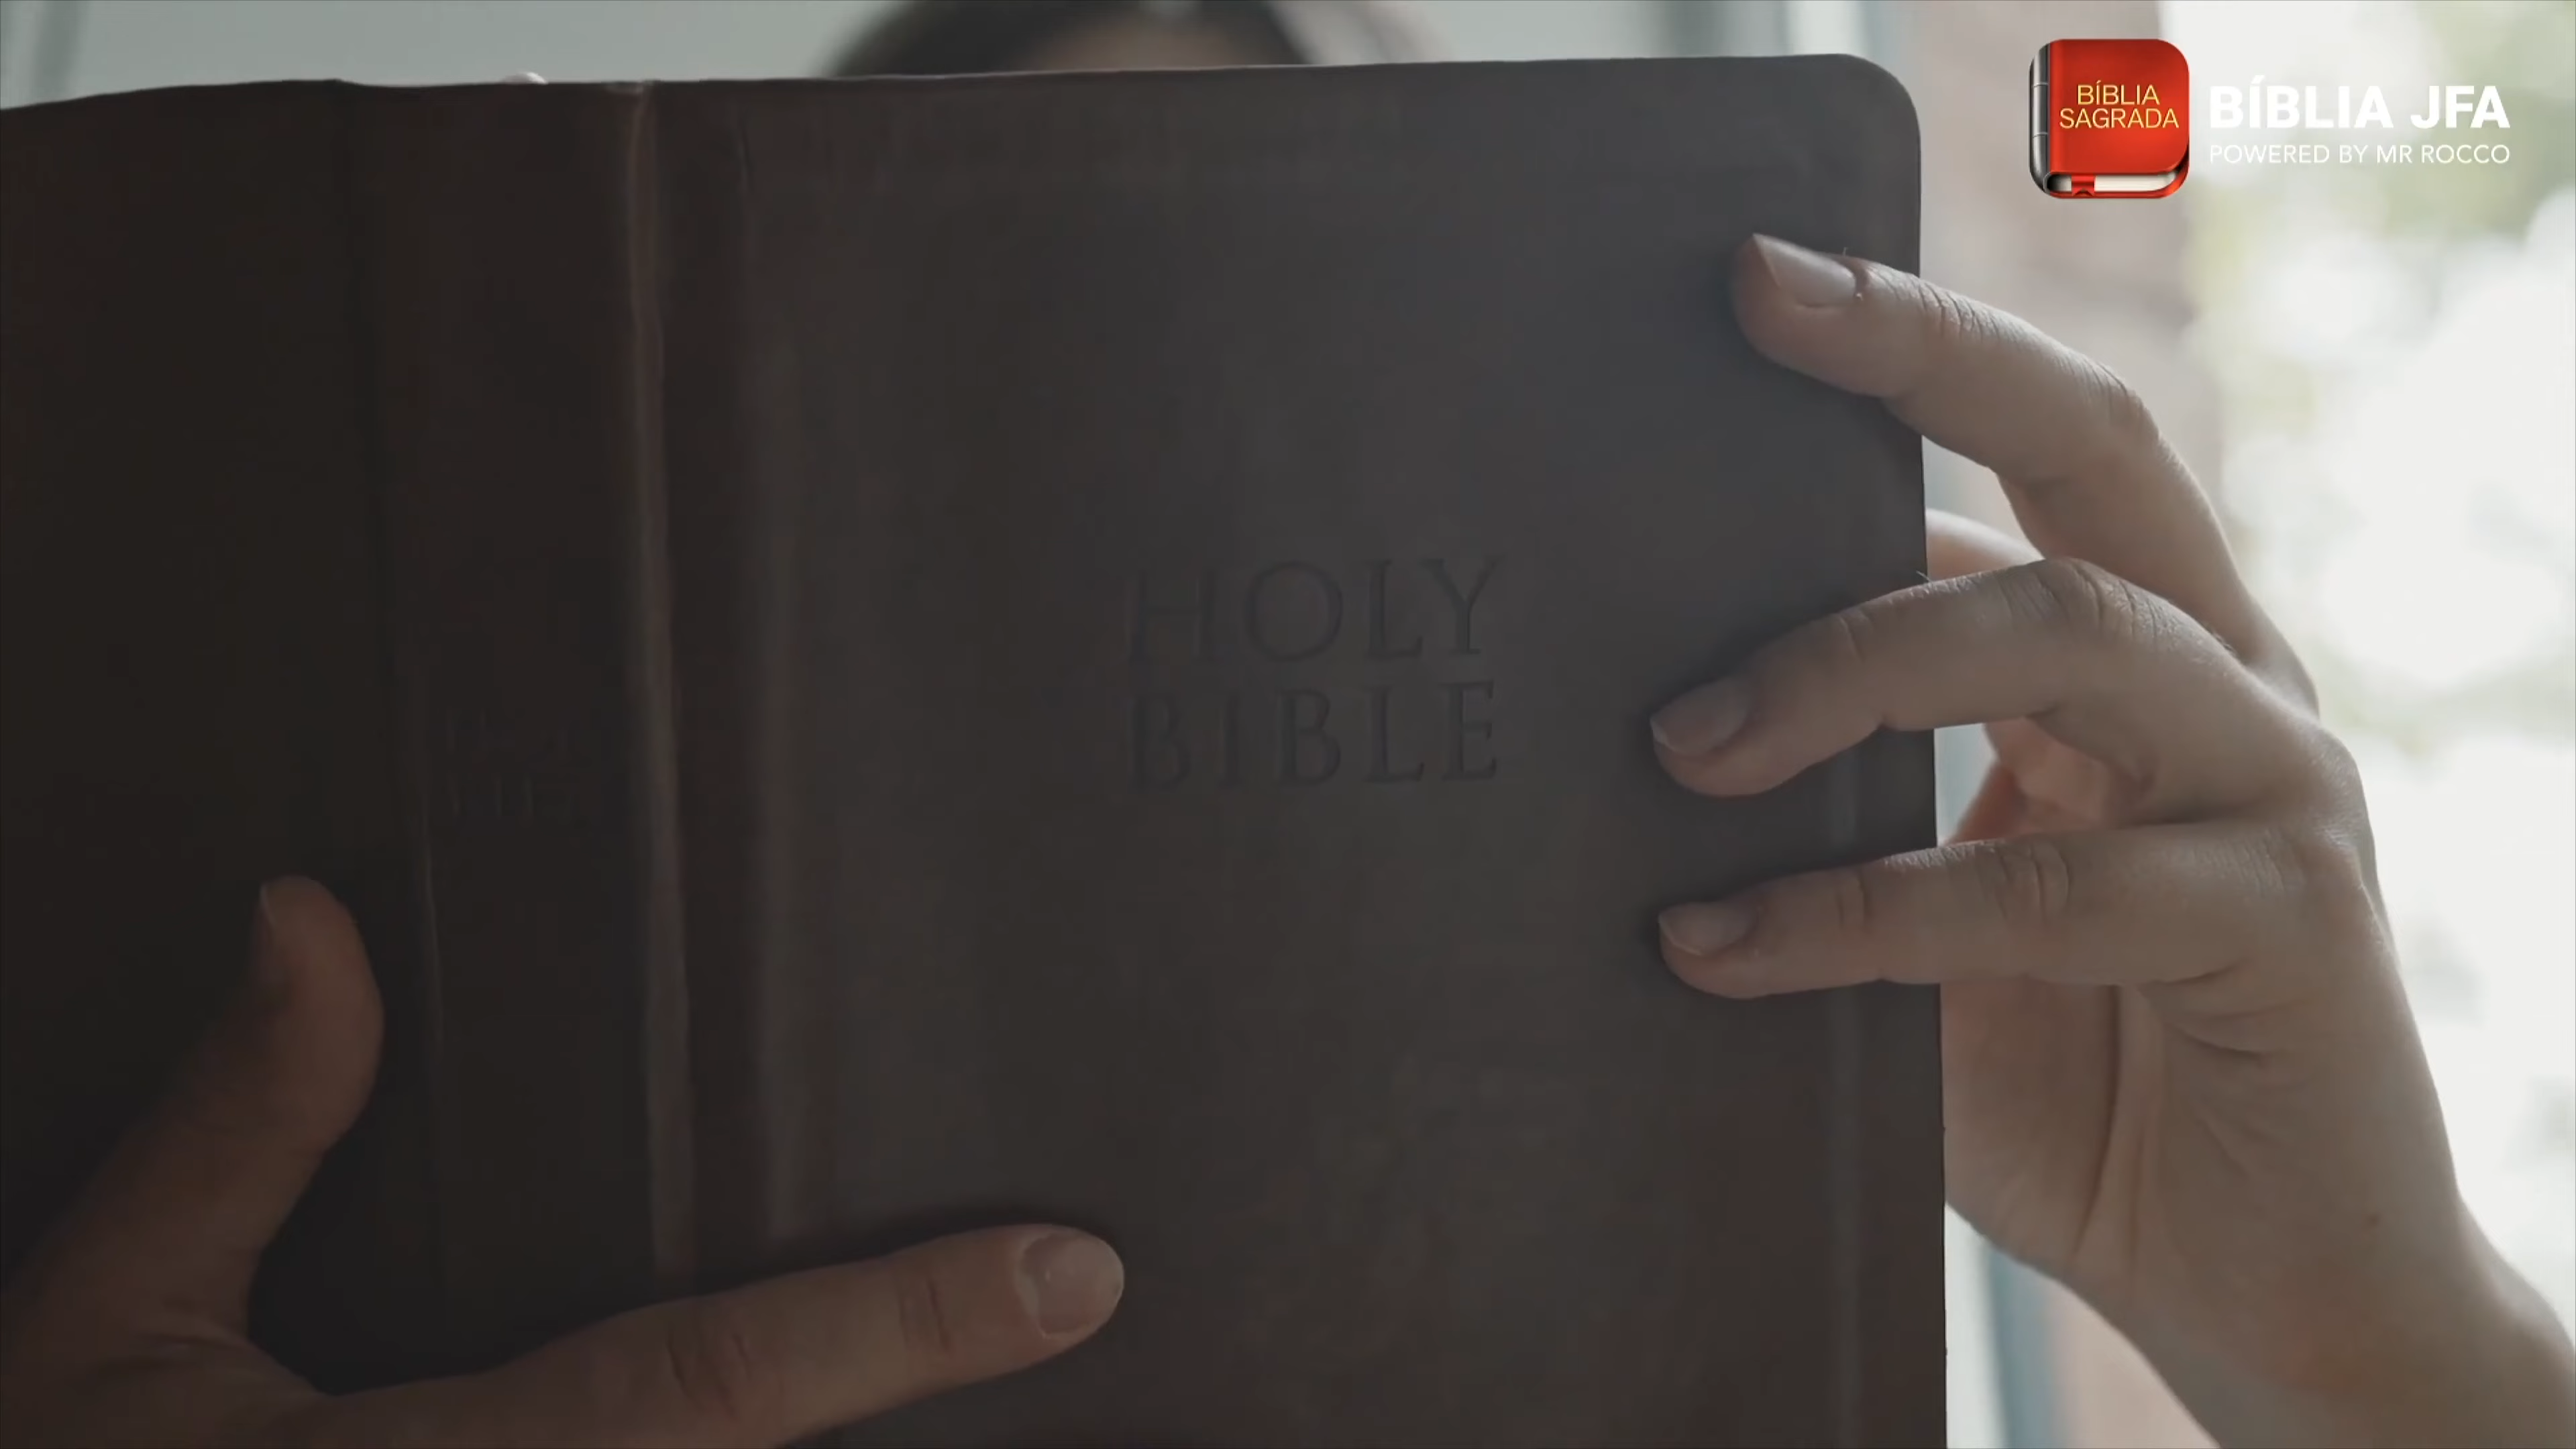 BÍBLIA
SAGRADA
BÍBLIA JFA
POWERED BY MR ROCCO
HOLY
BIBLE